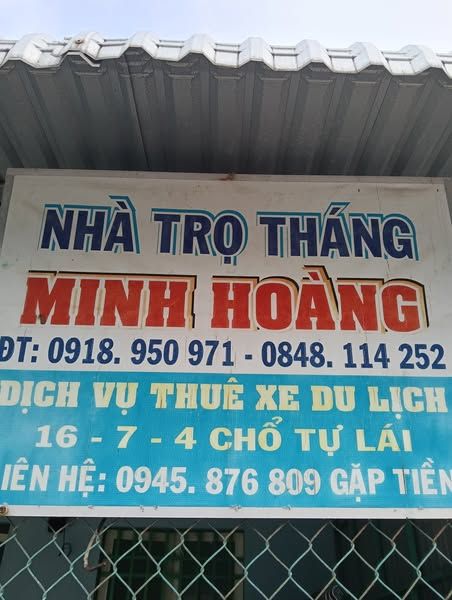 NHÀ TRỌ THÁNG
MINH HOÀNG
ĐT: 0918. 950 971 - 0848. 114 252
DỊCH VỤ THUÊ XE DU LỊCH
16 - 7 - 4 CHỔ TỰ LÁI
LIÊN HỆ: 0945. 876 809 GẶP TIỀN